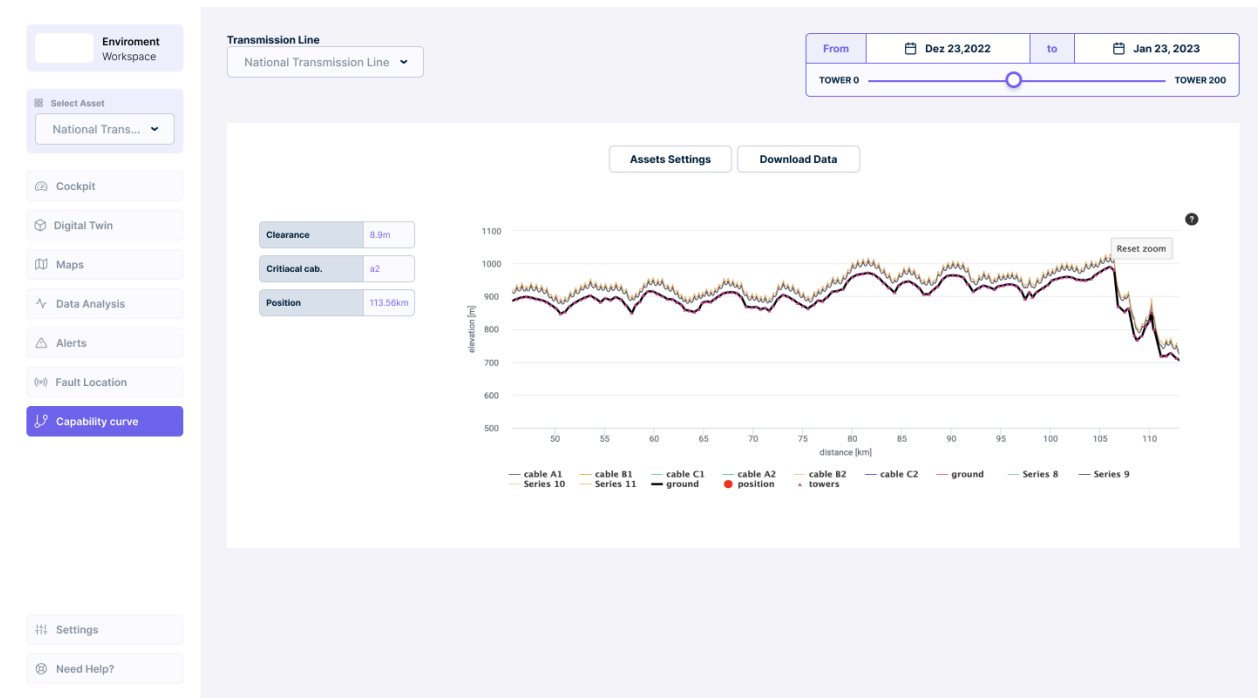 Enviroment
Workspace
Select Asset
National Trans...
Cockpit
Digital Twin
Maps
Data Analysis
Alerts
Fault Location
Capability curve
Settings
Need Help?
Transmission Line
National Transmission Line
From Dez 23,2022 to Jan 23, 2023
TOWER 0 TOWER 200
Assets Settings Download Data
Clearance 8.9m
Critiacal cab. a2
Position 113.56km
?
Reset zoom
elevation [m]
1100
1000
900
800
700
600
500
50 55 60 65 70 75 80 85 90 95 100 105 110
distance [km]
cable A1 cable B1 cable C1 cable A2 cable B2 cable C2 ground Series 8 Series 9
Series 10 Series 11 ground position towers